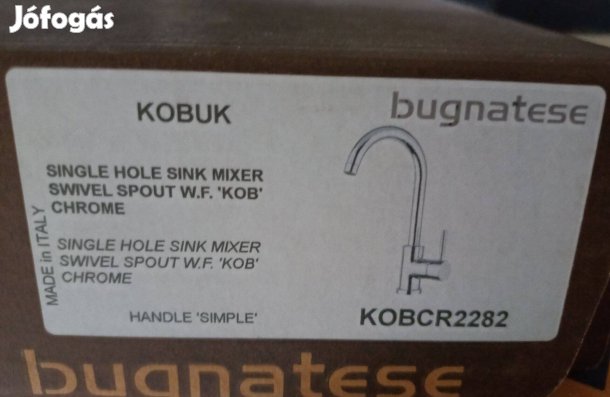 Jófogás
KOBUK
bugnatese
SINGLE HOLE SINK MIXER
SWIVEL SPOUT W.F. 'KOB'
CHROME
MADE in ITALY
SINGLE HOLE SINK MIXER
SWIVEL SPOUT W.F. 'KOB'
CHROME
HANDLE 'SIMPLE'
KOBCR2282
bugnatese